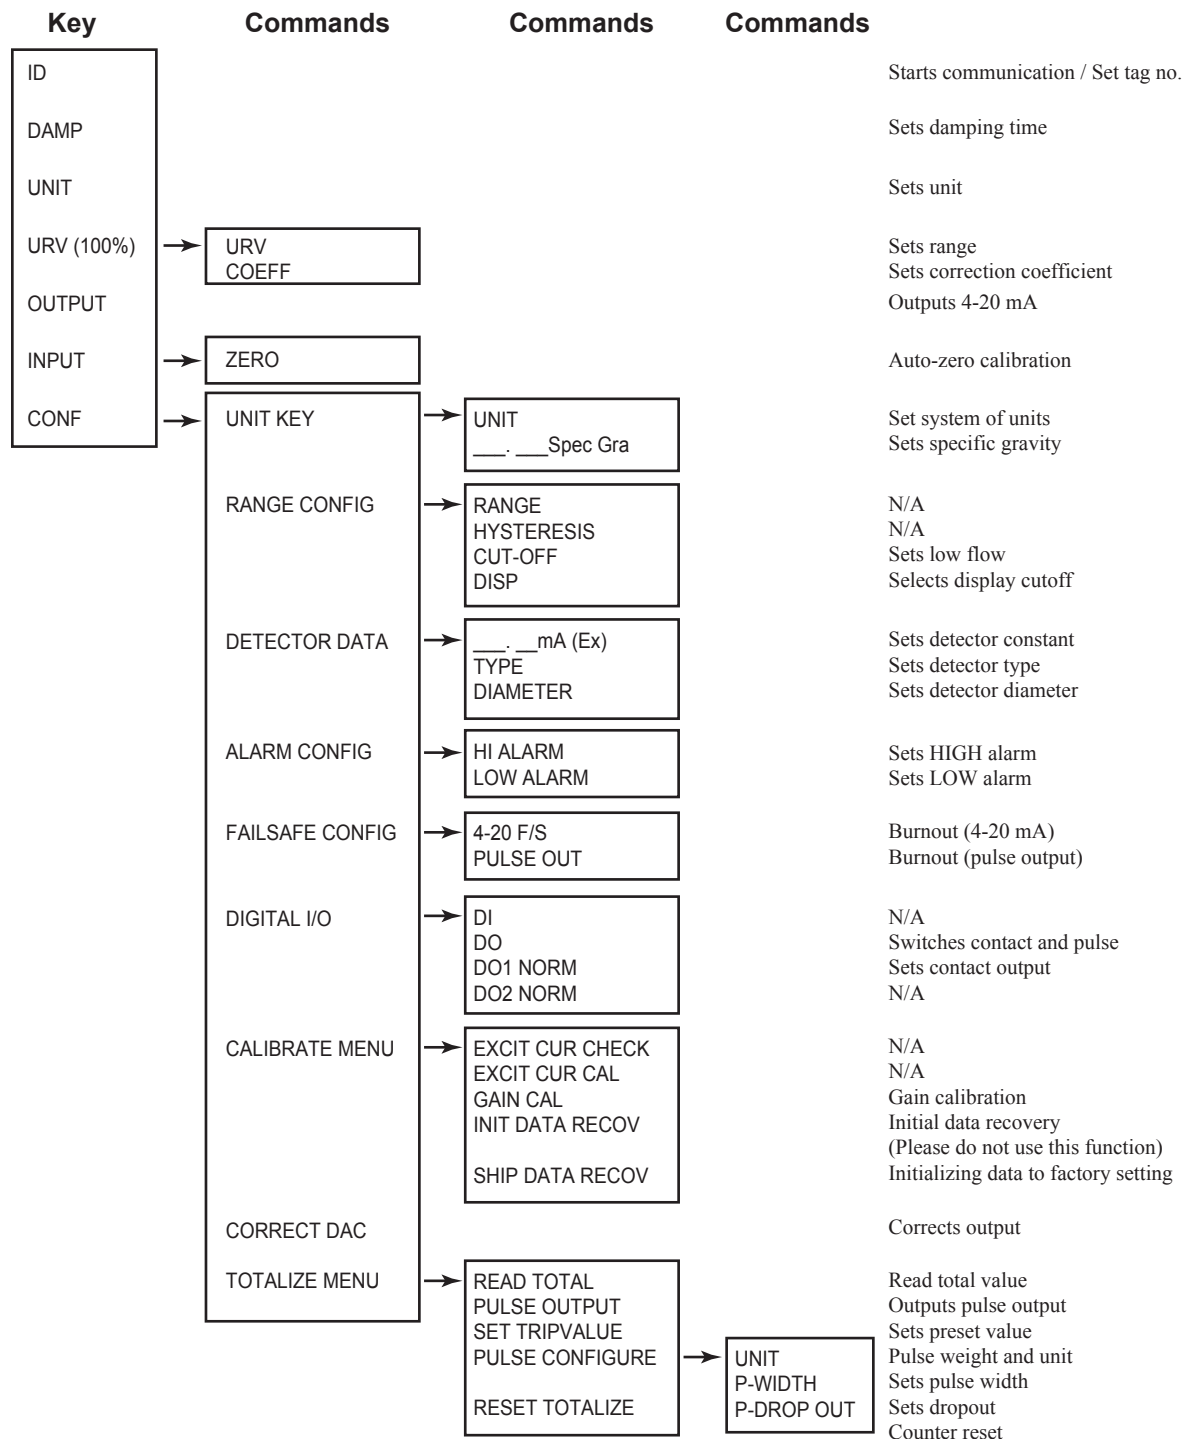 Key Commands Commands Commands
ID Starts communication / Set tag no.
DAMP Sets damping time
UNIT Sets unit
URV (100%) URV Sets range
COEFF Sets correction coefficient
OUTPUT Outputs 4-20 mA
INPUT ZERO Auto-zero calibration
CONF UNIT KEY UNIT Set system of units
___. ___Spec Gra Sets specific gravity
RANGE CONFIG RANGE N/A
HYSTERESIS N/A
CUT-OFF Sets low flow
DISP Selects display cutoff
DETECTOR DATA ___. __mA (Ex) Sets detector constant
TYPE Sets detector type
DIAMETER Sets detector diameter
ALARM CONFIG HI ALARM Sets HIGH alarm
LOW ALARM Sets LOW alarm
FAILSAFE CONFIG 4-20 F/S Burnout (4-20 mA)
PULSE OUT Burnout (pulse output)
DIGITAL I/O DI N/A
DO Switches contact and pulse
DO1 NORM Sets contact output
DO2 NORM N/A
CALIBRATE MENU EXCIT CUR CHECK N/A
EXCIT CUR CAL N/A
GAIN CAL Gain calibration
INIT DATA RECOV Initial data recovery
(Please do not use this function)
SHIP DATA RECOV Initializing data to factory setting
CORRECT DAC Corrects output
TOTALIZE MENU READ TOTAL Read total value
PULSE OUTPUT Outputs pulse output
SET TRIPVALUE Sets preset value
PULSE CONFIGURE UNIT Pulse weight and unit
P-WIDTH Sets pulse width
RESET TOTALIZE P-DROP OUT Sets dropout
Counter reset